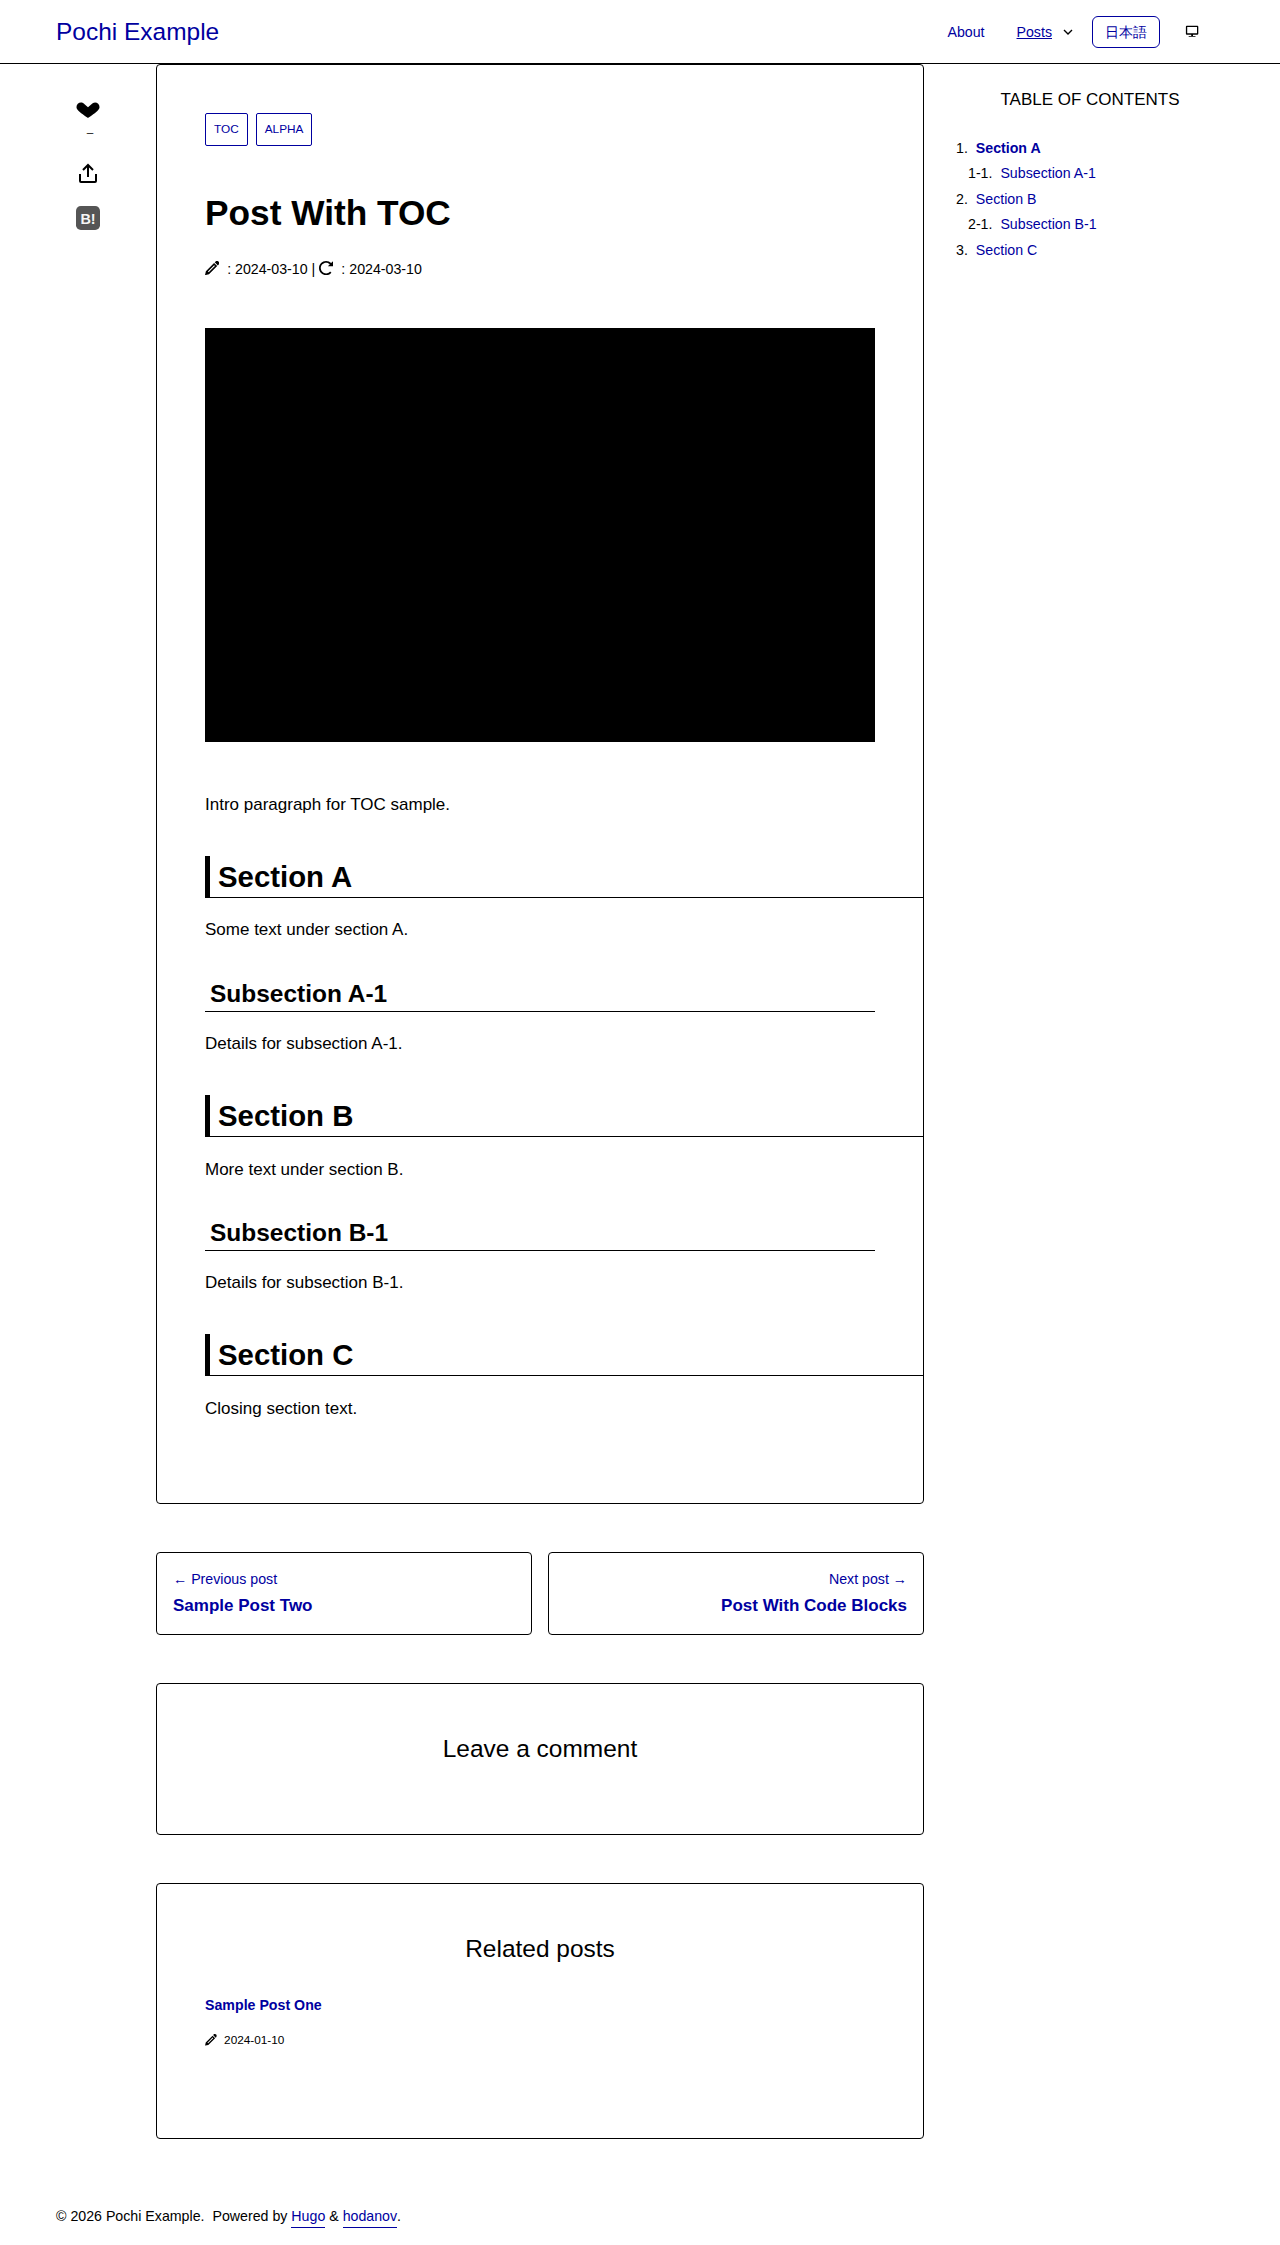 Pochi Example
About Posts 日本語
–
B!
TOC ALPHA
Post With TOC
: 2024-03-10 | : 2024-03-10
TABLE OF CONTENTS
1. Section A
1-1. Subsection A-1
2. Section B
2-1. Subsection B-1
3. Section C
Intro paragraph for TOC sample.
Section A
Some text under section A.
Subsection A-1
Details for subsection A-1.
Section B
More text under section B.
Subsection B-1
Details for subsection B-1.
Section C
Closing section text.
← Previous post
Sample Post Two
Next post →
Post With Code Blocks
Leave a comment
Related posts
Sample Post One
2024-01-10
© 2026 Pochi Example. Powered by Hugo & hodanov.